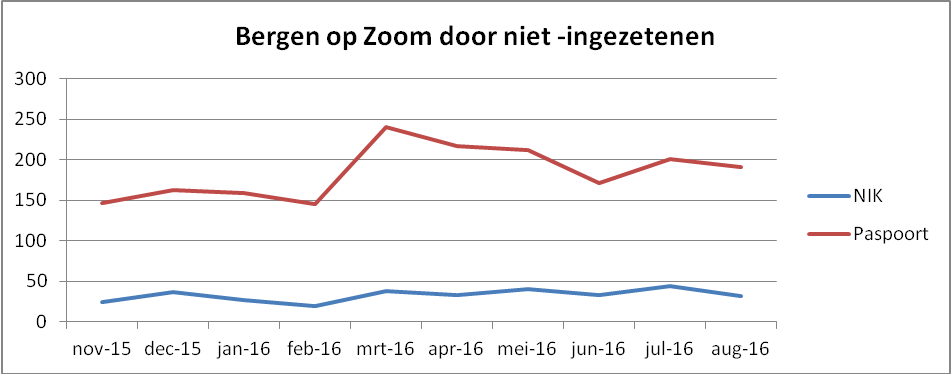 Bergen op Zoom door niet -ingezetenen
300
250
200
150
100
50
0
nov-15 dec-15 jan-16 feb-16 mrt-16 apr-16 mei-16 jun-16 jul-16 aug-16
NIK
Paspoort